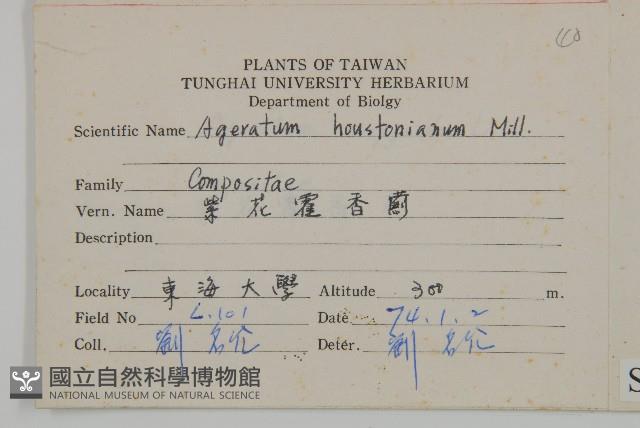 40
PLANTS OF TAIWAN
TUNGHAI UNIVERSITY HERBARIUM
Department of Biolgy
Scientific Name Ageratum houstonianum Mill.
Family Compositae
Vern. Name 紫花霍香薊
Description
Locality 東海大學 Altitude 300 m.
Field No L.101 Date 74.1.2
Coll. 劉 名 Deter. 劉 名
國立自然科學博物館
NATIONAL MUSEUM OF NATURAL SCIENCE
S